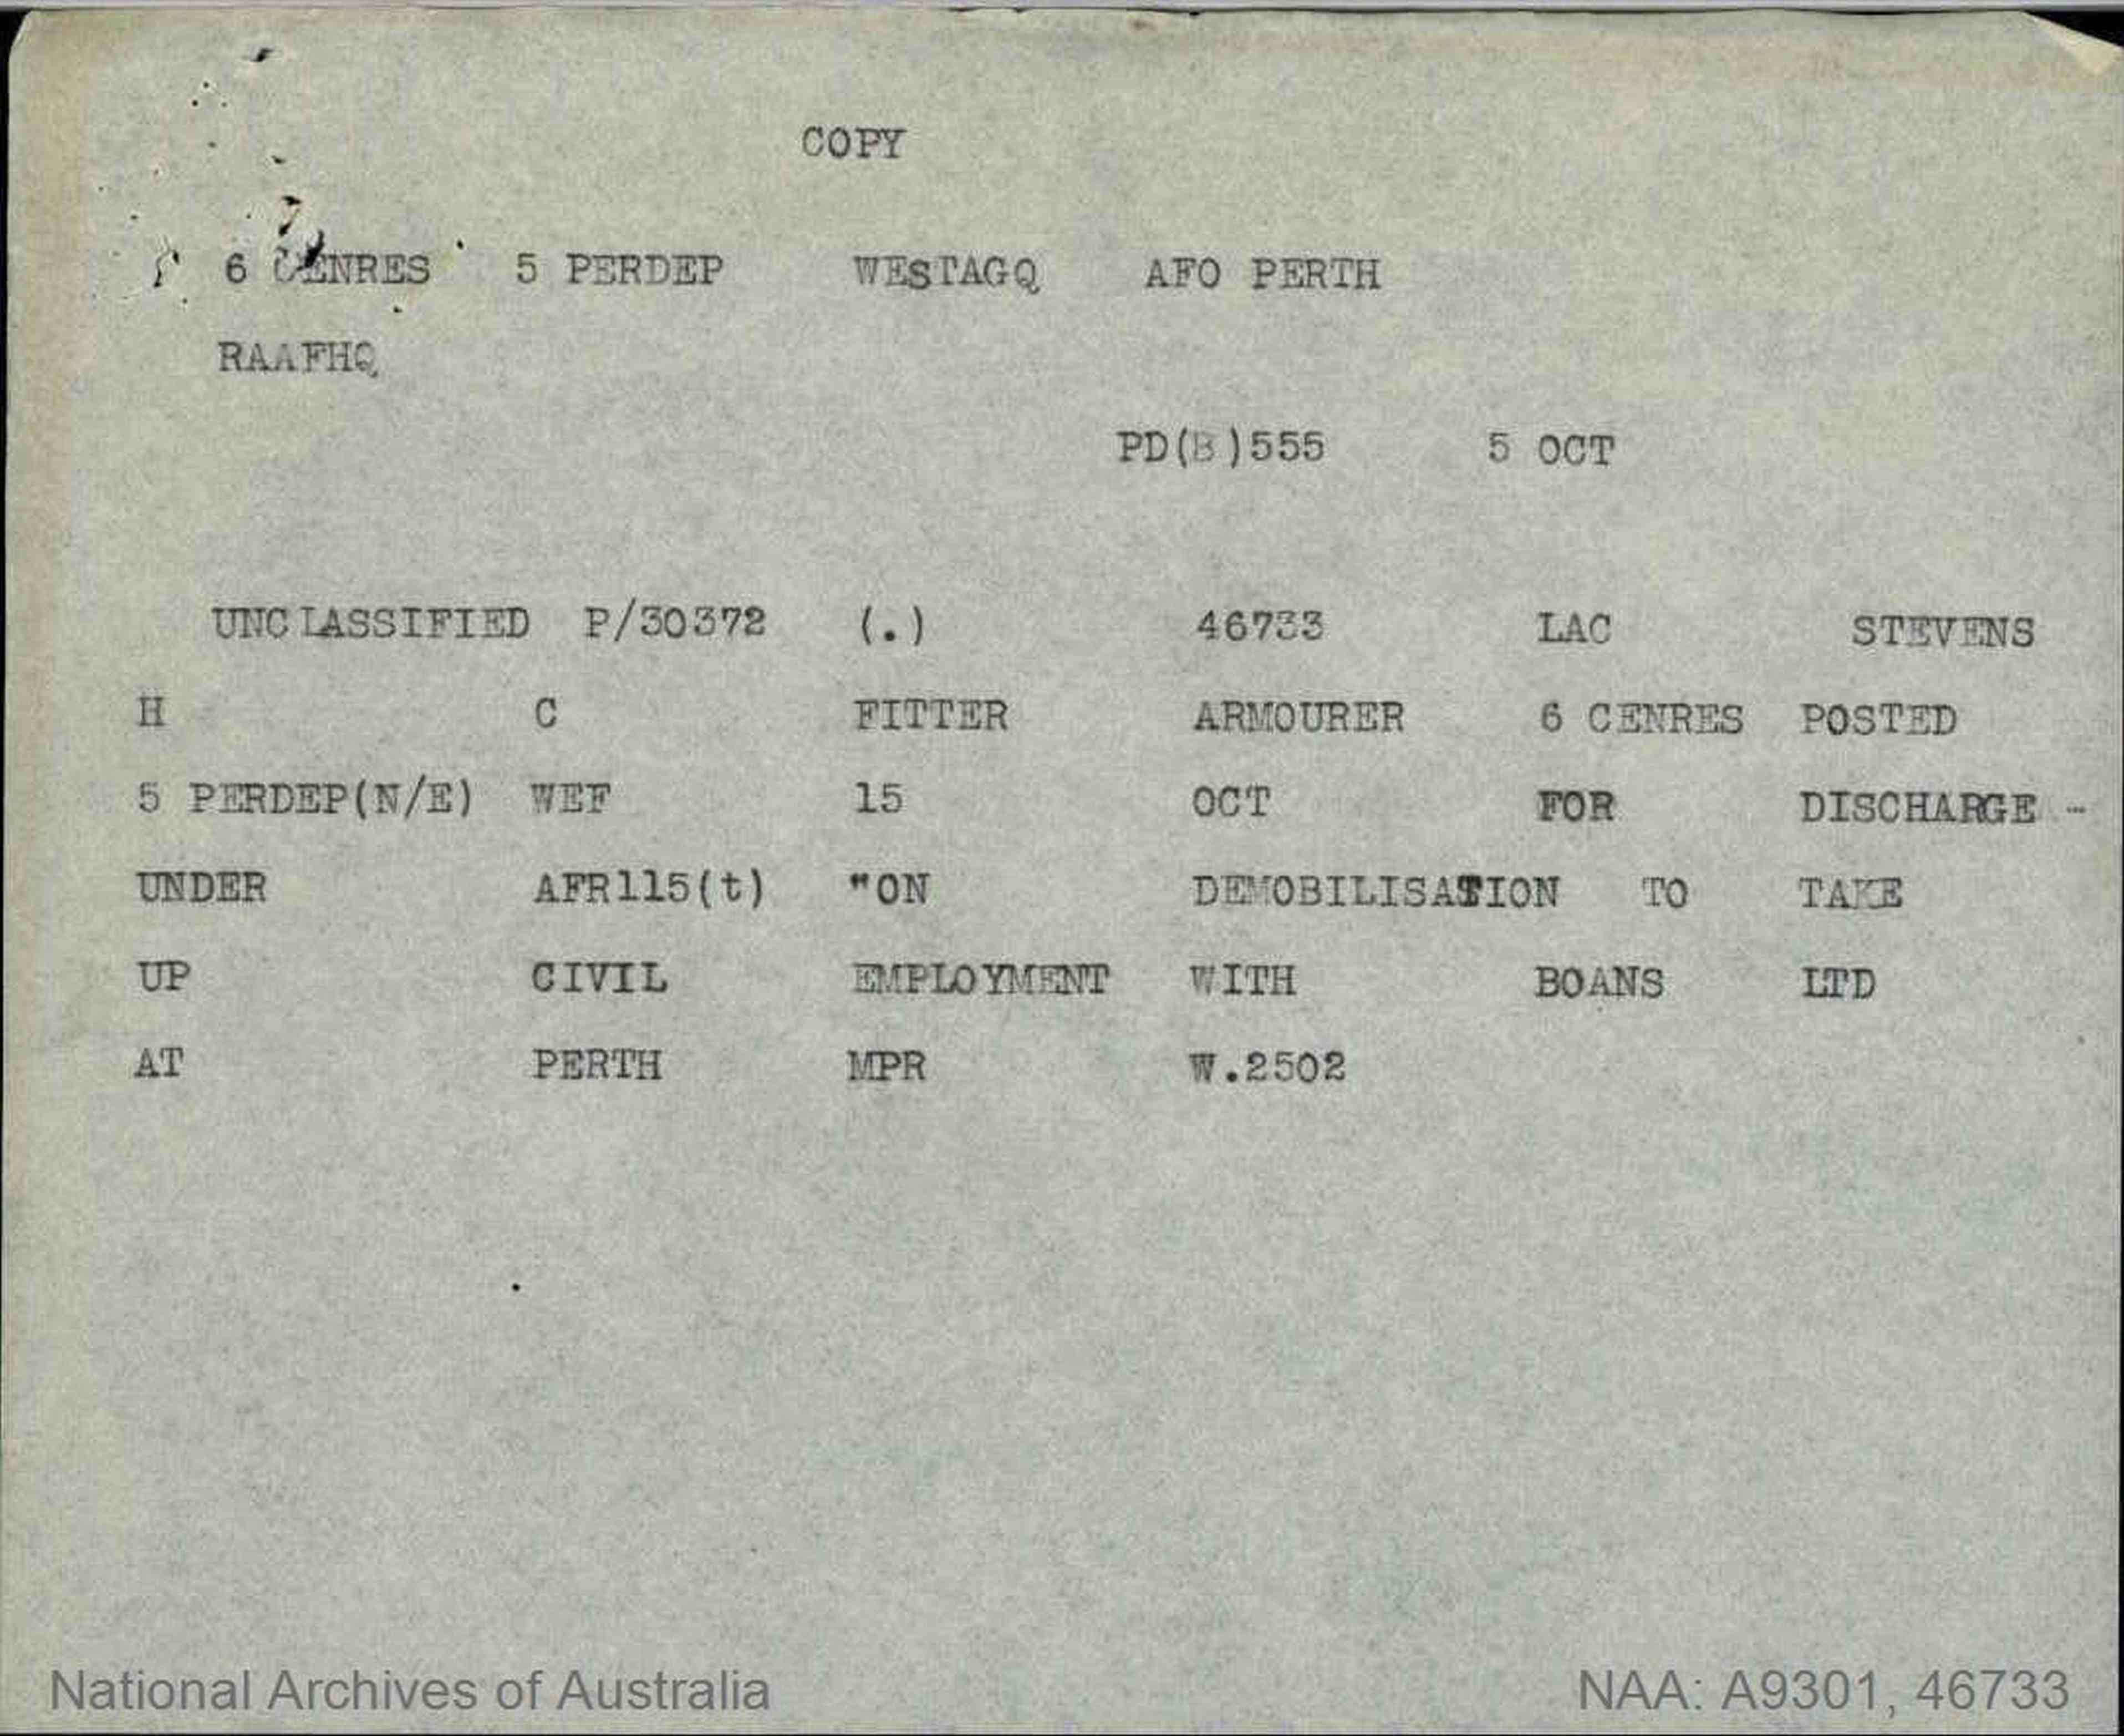 COPY
6 CENRES 5 PERDEP WESTAGQ AFO PERTH
RAAFHQ
PD(B)555 5 OCT
UNCLASSIFIED P/30372 (.) 46733 LAC STEVENS
H C FITTER ARMOURER 6 CENRES POSTED
5 PERDEP(N/E) WEF 15 OCT FOR DISCHARGE -
UNDER AFR115(t) "ON DEMOBILISATION TO TAKE
UP CIVIL EMPLOYMENT WITH BOANS LTD
AT PERTH MPR W.2502
National Archives of Australia NAA: A9301, 46733